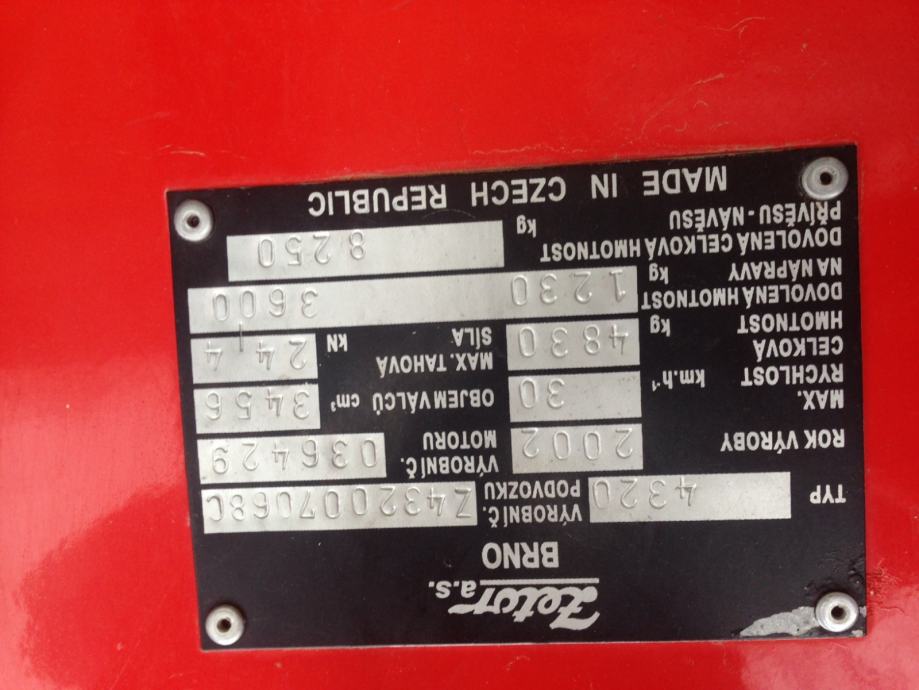 Zetor a.s.
BRNO
TYP 4320 VÝROBNÍ Č. PODVOZKU Z432007068C
ROK VÝROBY 2002 VÝROBNÍ Č. MOTORU 036429
MAX. RYCHLOST 30 km.h⁻¹ OBJEM VÁLCŮ cm³ 3456
CELKOVÁ HMOTNOST 4830 kg MAX. TAHOVÁ SÍLA kN 24,4
DOVOLENÁ HMOTNOST NA NÁPRAVY 1230 3600 kg
DOVOLENÁ CELKOVÁ HMOTNOST PŘÍVĚSU - NÁVĚSU 8250 kg
MADE IN CZECH REPUBLIC